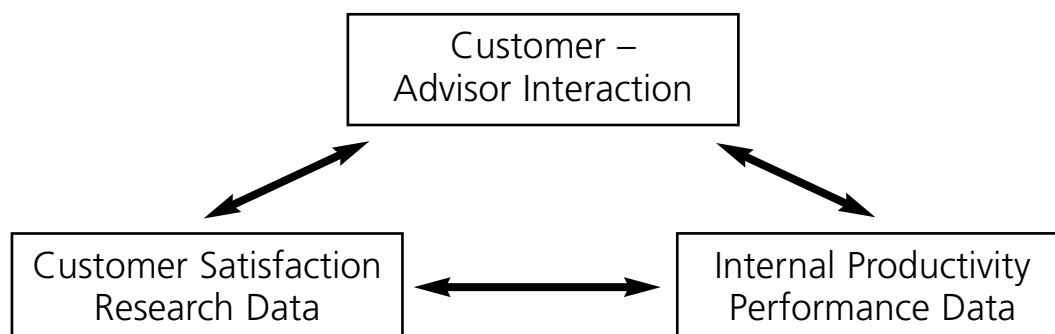 Customer –
Advisor Interaction
Customer Satisfaction
Research Data
Internal Productivity
Performance Data